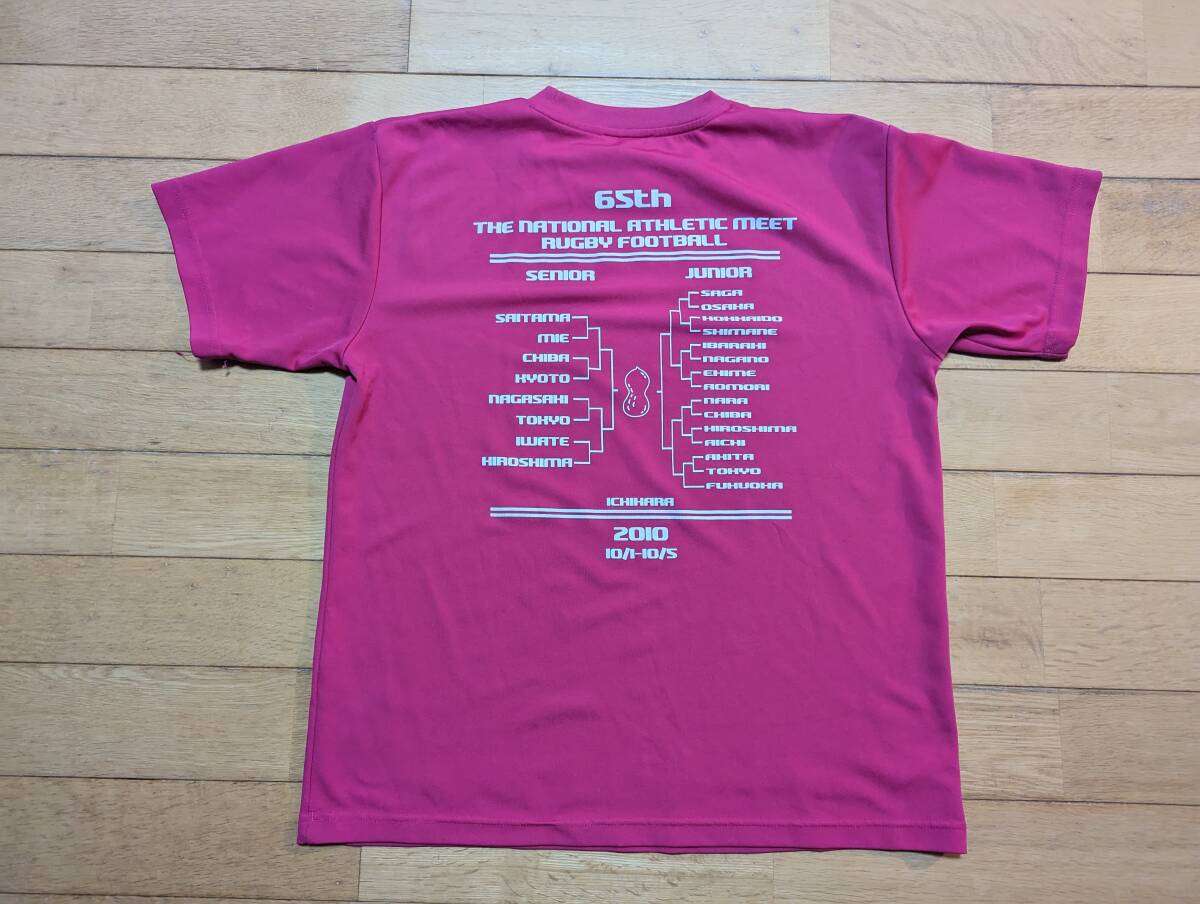 65th
THE NATIONAL ATHLETIC MEET
RUGBY FOOTBALL
SENIOR
SAITAMA
MIE
CHIBA
KYOTO
NAGASAKI
TOKYO
IWATE
HIROSHIMA
JUNIOR
SAGA
OSAKA
HOKKAIDO
SHIMANE
IBARAKI
NAGANO
EHIME
AOMORI
NARA
CHIBA
HIROSHIMA
AICHI
AKITA
TOKYO
FUKUOKA
ICHIHARA
2010
10/1-10/5